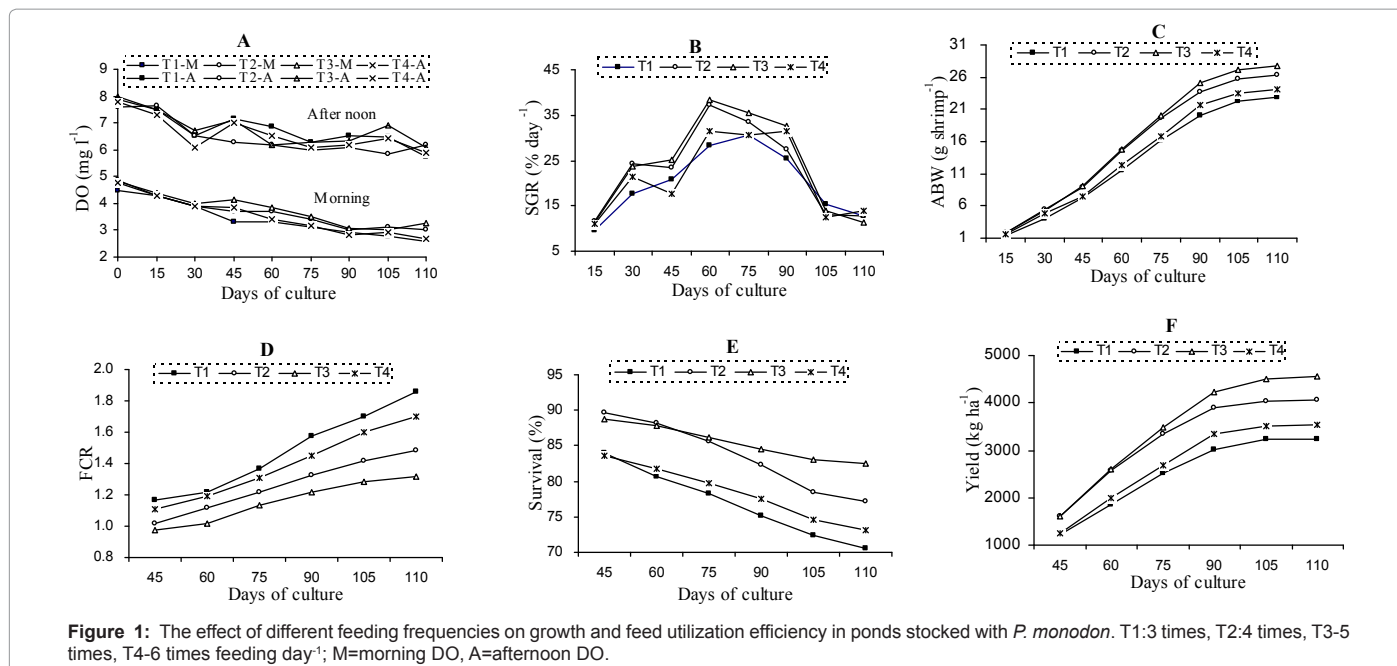 A
T1-M T2-M T3-M T4-A
T1-A T2-A T3-A T4-A
9
8
7
6
5
4
3
2
DO (mg l-1)
After noon
Morning
0 15 30 45 60 75 90 105 110
Days of culture
B
T1 T2 T3 T4
45
35
25
15
5
SGR (% day -1)
15 30 45 60 75 90 105 110
Days of culture
C
T1 T2 T3 T4
31
26
21
16
11
6
1
ABW (g shrimp-1)
15 30 45 60 75 90 105 110
Days of culture
D
T1 T2 T3 T4
2.0
1.8
1.6
1.4
1.2
1.0
0.8
FCR
45 60 75 90 105 110
Days of culture
E
T1 T2 T3 T4
95
90
85
80
75
70
Survival (%)
45 60 75 90 105 110
Days of culture
F
T1 T2 T3 T4
5000
4000
3000
2000
1000
Yield (kg ha-1)
45 60 75 90 105 110
Days of culture
Figure 1: The effect of different feeding frequencies on growth and feed utilization efficiency in ponds stocked with P. monodon. T1:3 times, T2:4 times, T3-5
times, T4-6 times feeding day-1; M=morning DO, A=afternoon DO.